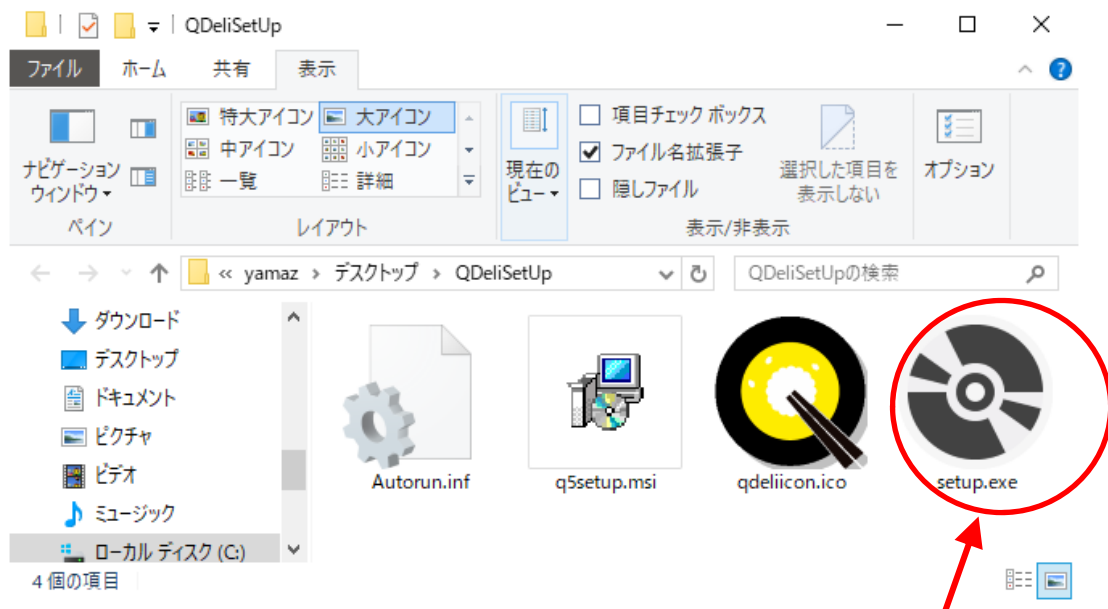 QDeliSetUp
ファイル ホーム 共有 表示
ナビゲーション
ウィンドウ
ペイン
特大アイコン 大アイコン
中アイコン 小アイコン
一覧 詳細
レイアウト
現在の
ビュー
項目チェック ボックス
ファイル名拡張子
隠しファイル
選択した項目を
表示しない
表示/非表示
オプション
« yamaz › デスクトップ › QDeliSetUp
QDeliSetUpの検索
ダウンロード
デスクトップ
ドキュメント
ピクチャ
ビデオ
ミュージック
ローカル ディスク (C:)
Autorun.inf
q5setup.msi
qdeliicon.ico
setup.exe
4 個の項目